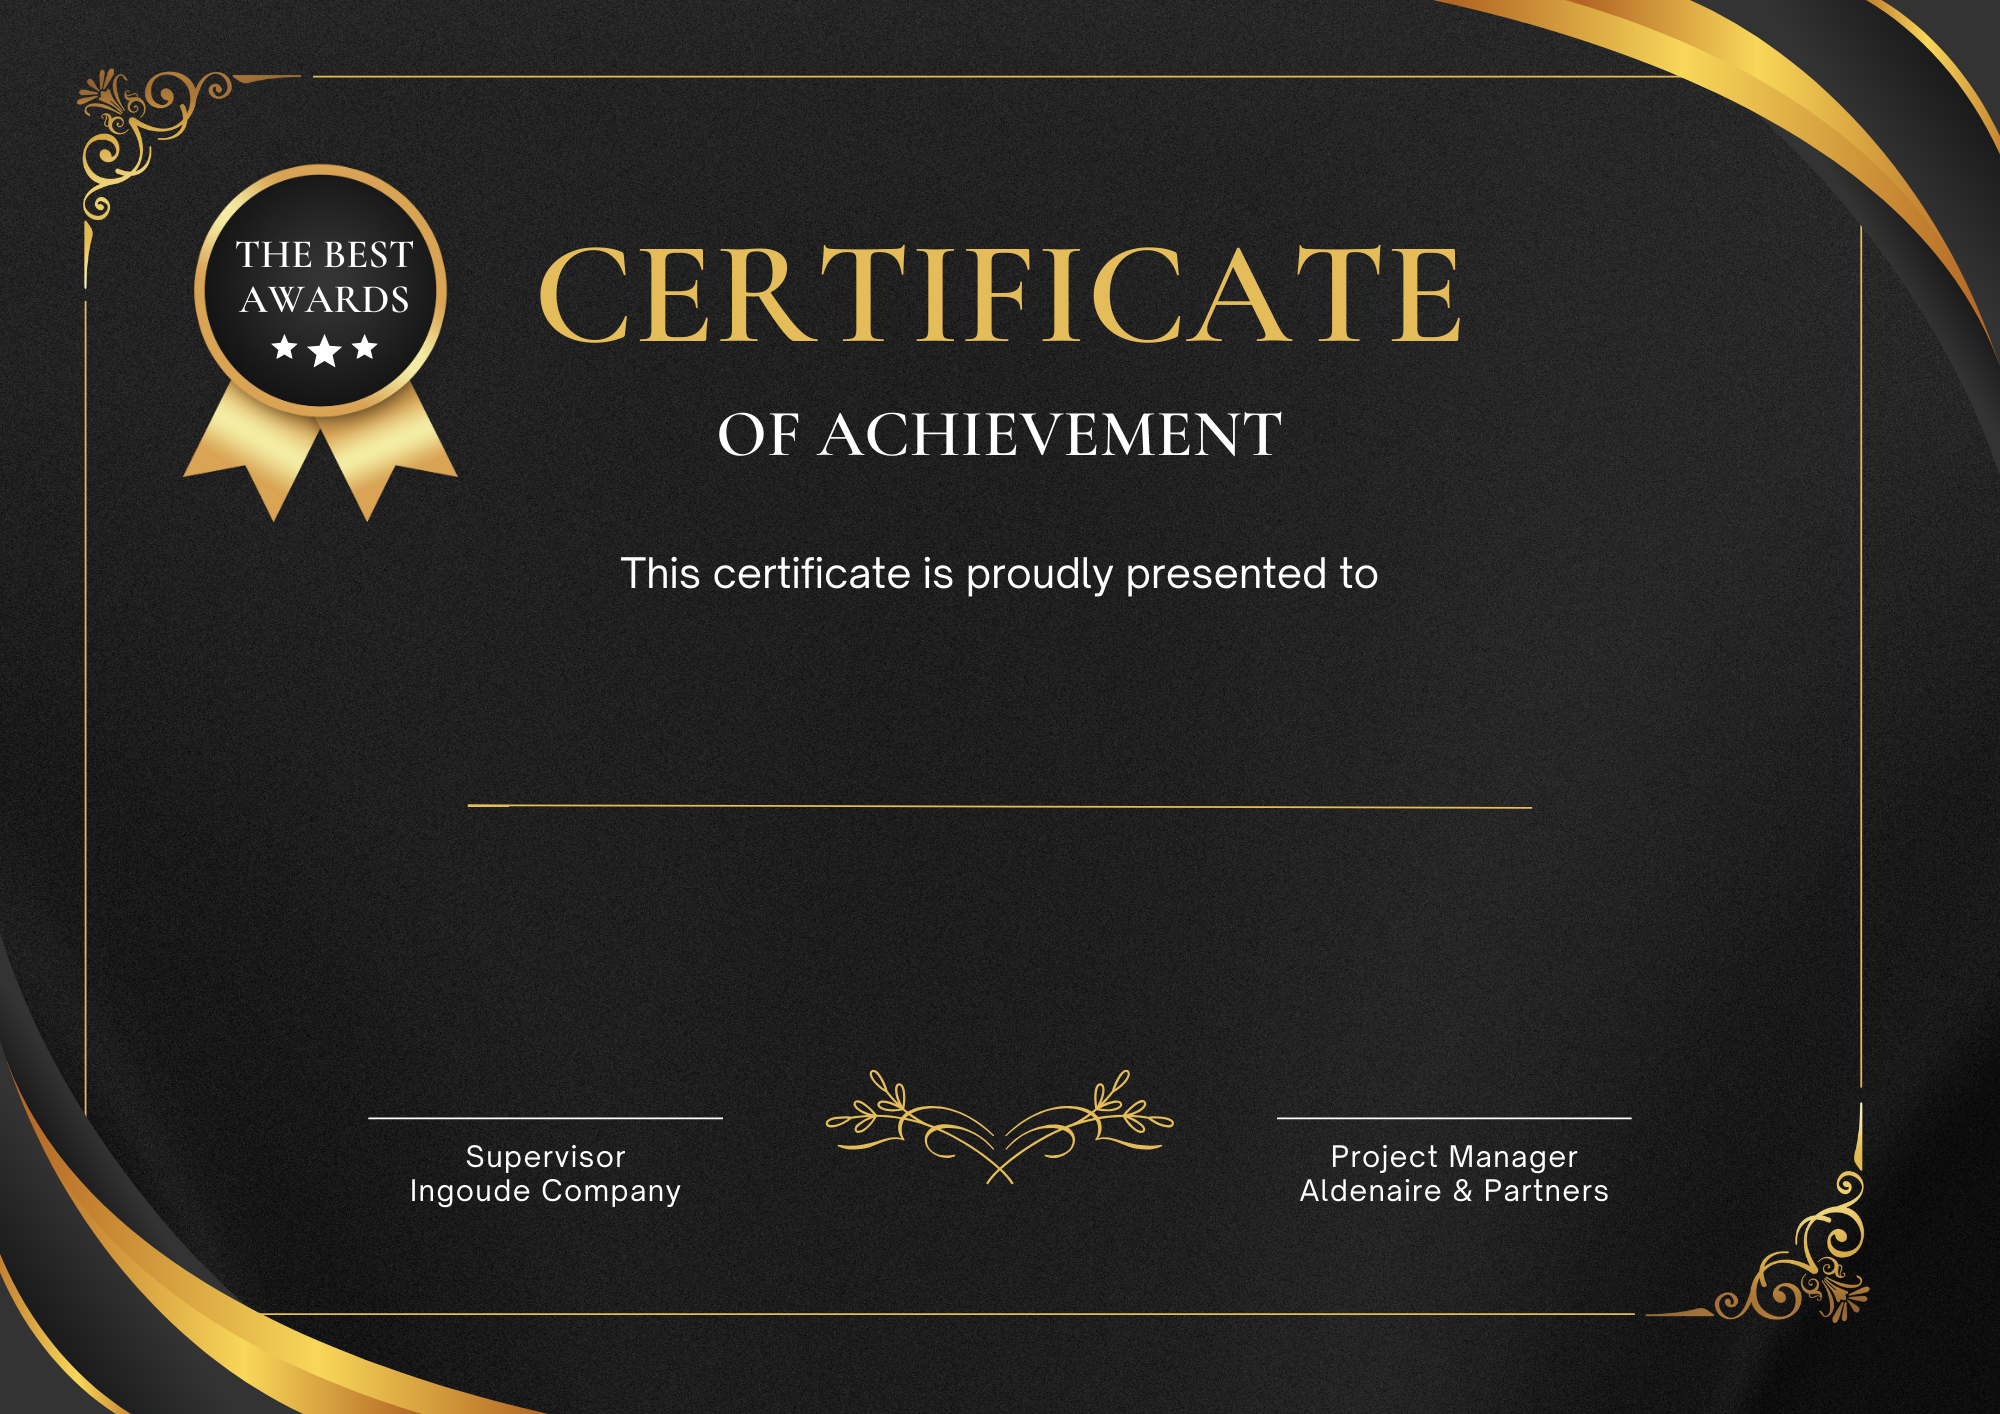 THE BEST
AWARDS
CERTIFICATE
OF ACHIEVEMENT
This certificate is proudly presented to
Supervisor
Ingoude Company
Project Manager
Aldenaire & Partners